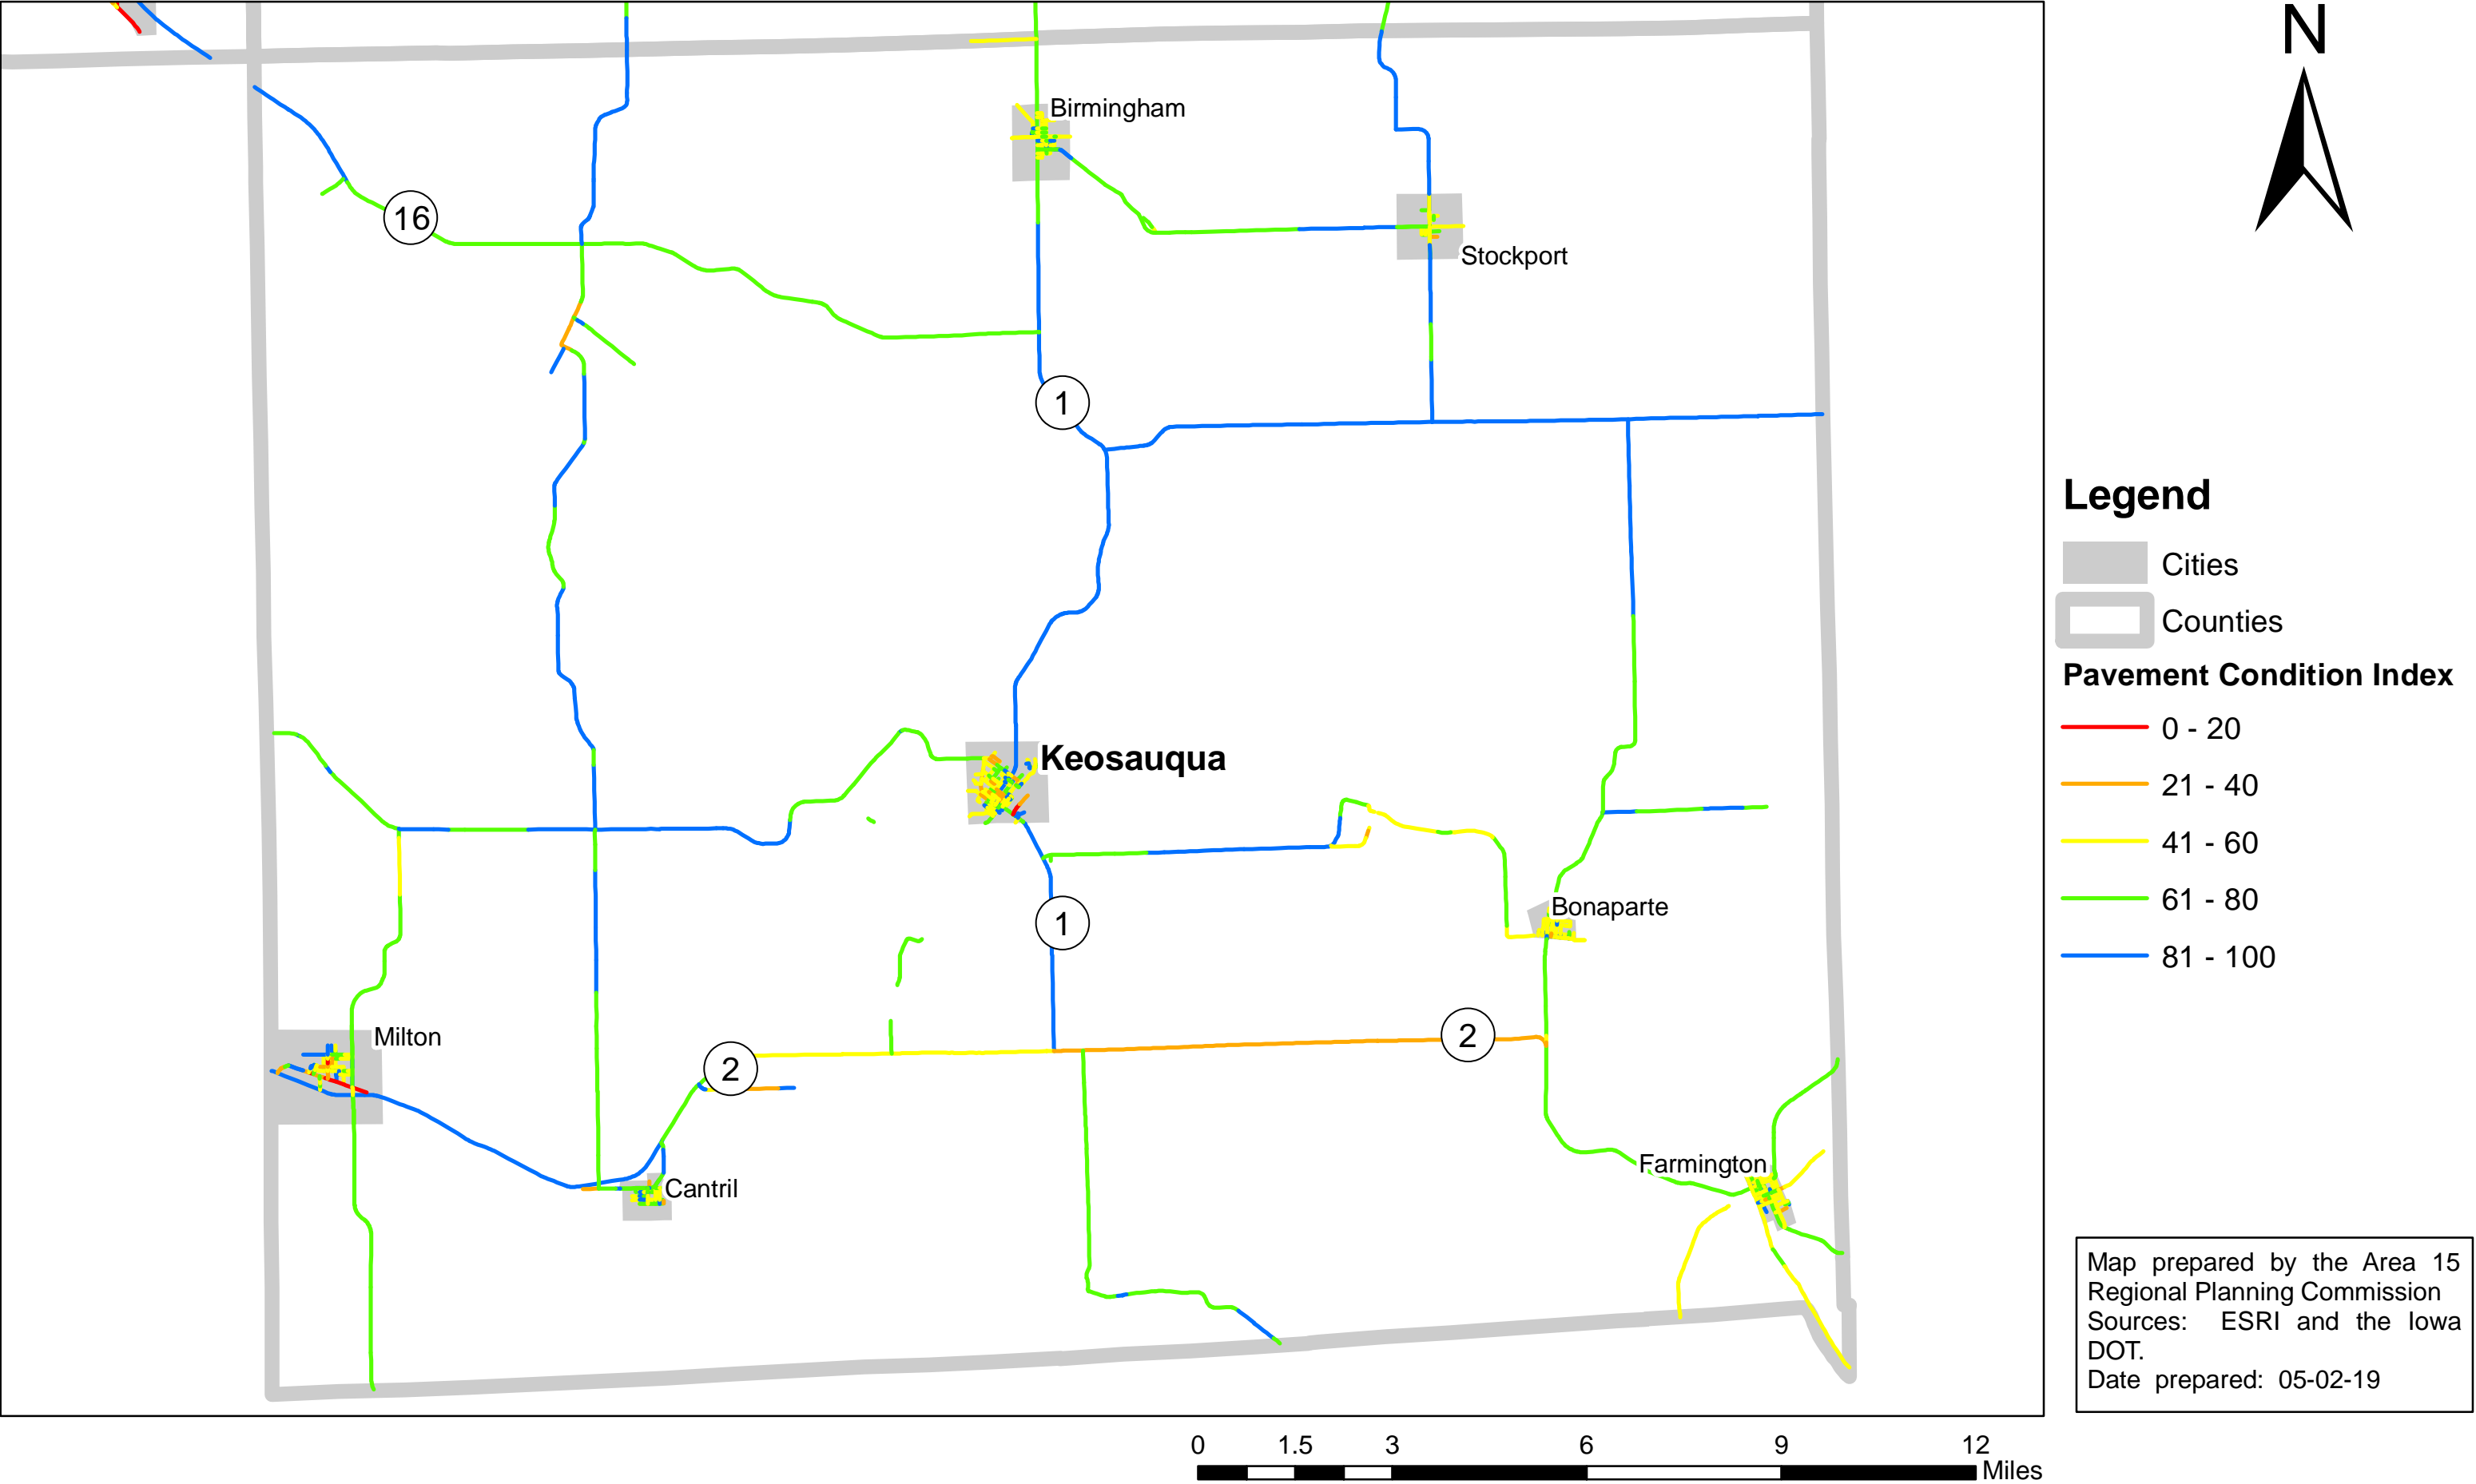 N
Birmingham
16
Stockport
1
Legend
Cities
Counties
Pavement Condition Index
0 - 20
21 - 40
41 - 60
61 - 80
81 - 100
Keosauqua
Bonaparte
1
Milton
2
2
Farmington
Cantril
Map prepared by the Area 15
Regional Planning Commission
Sources: ESRI and the Iowa
DOT.
Date prepared: 05-02-19
0 1.5 3 6 9 12
Miles